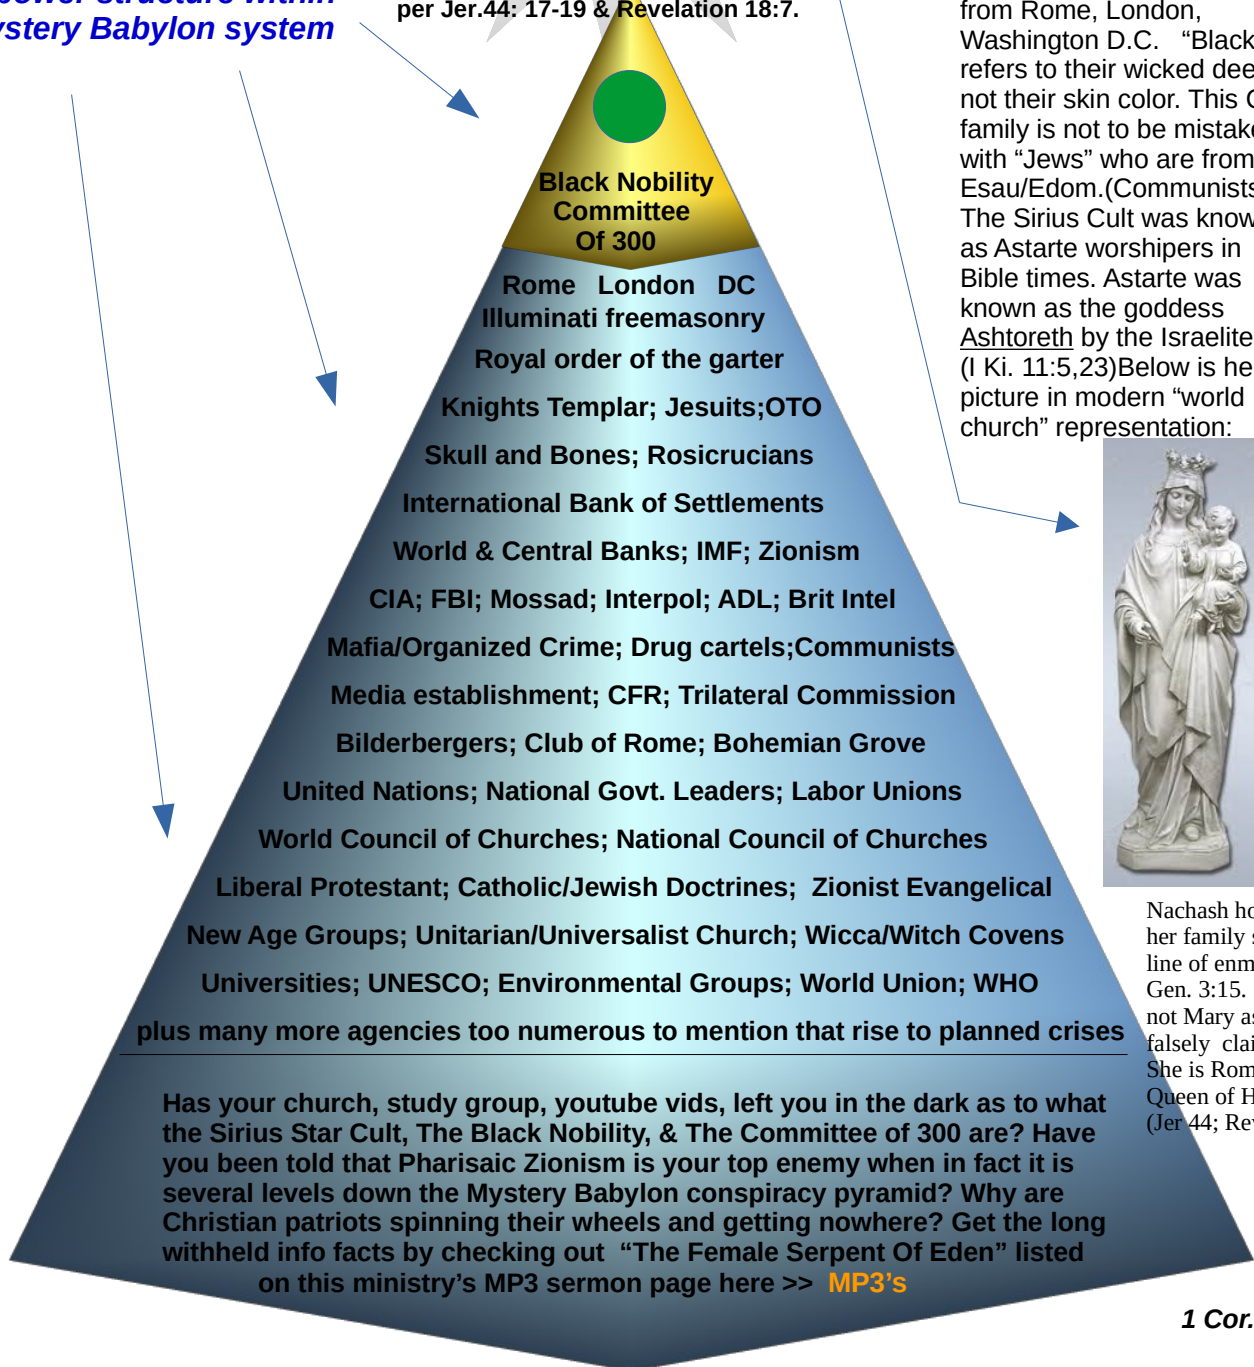 power structure within
stery Babylon system
per Jer.44: 17-19 & Revelation 18:7.
from Rome, London,
Washington D.C. “Black
refers to their wicked dee
not their skin color. This
family is not to be mistak
with “Jews” who are from
Esau/Edom.(Communists
The Sirius Cult was know
as Astarte worshipers in
Bible times. Astarte was
known as the goddess
Ashtoreth by the Israelite
(I Ki. 11:5,23)Below is he
picture in modern “world
church” representation:
Black Nobility
Committee
Of 300
Rome London DC
Illuminati freemasonry
Royal order of the garter
Knights Templar; Jesuits;OTO
Skull and Bones; Rosicrucians
International Bank of Settlements
World & Central Banks; IMF; Zionism
CIA; FBI; Mossad; Interpol; ADL; Brit Intel
Mafia/Organized Crime; Drug cartels;Communists
Media establishment; CFR; Trilateral Commission
Bilderbergers; Club of Rome; Bohemian Grove
United Nations; National Govt. Leaders; Labor Unions
World Council of Churches; National Council of Churches
Liberal Protestant; Catholic/Jewish Doctrines; Zionist Evangelical
New Age Groups; Unitarian/Universalist Church; Wicca/Witch Covens
Universities; UNESCO; Environmental Groups; World Union; WHO
plus many more agencies too numerous to mention that rise to planned crises
Nachash ho
her family s
line of enm
Gen. 3:15.
not Mary as
falsely clai
She is Rom
Queen of H
(Jer 44; Rev
Has your church, study group, youtube vids, left you in the dark as to what
the Sirius Star Cult, The Black Nobility, & The Committee of 300 are? Have
you been told that Pharisaic Zionism is your top enemy when in fact it is
several levels down the Mystery Babylon conspiracy pyramid? Why are
Christian patriots spinning their wheels and getting nowhere? Get the long
withheld info facts by checking out “The Female Serpent Of Eden” listed
on this ministry’s MP3 sermon page here >> MP3’s
1 Cor.